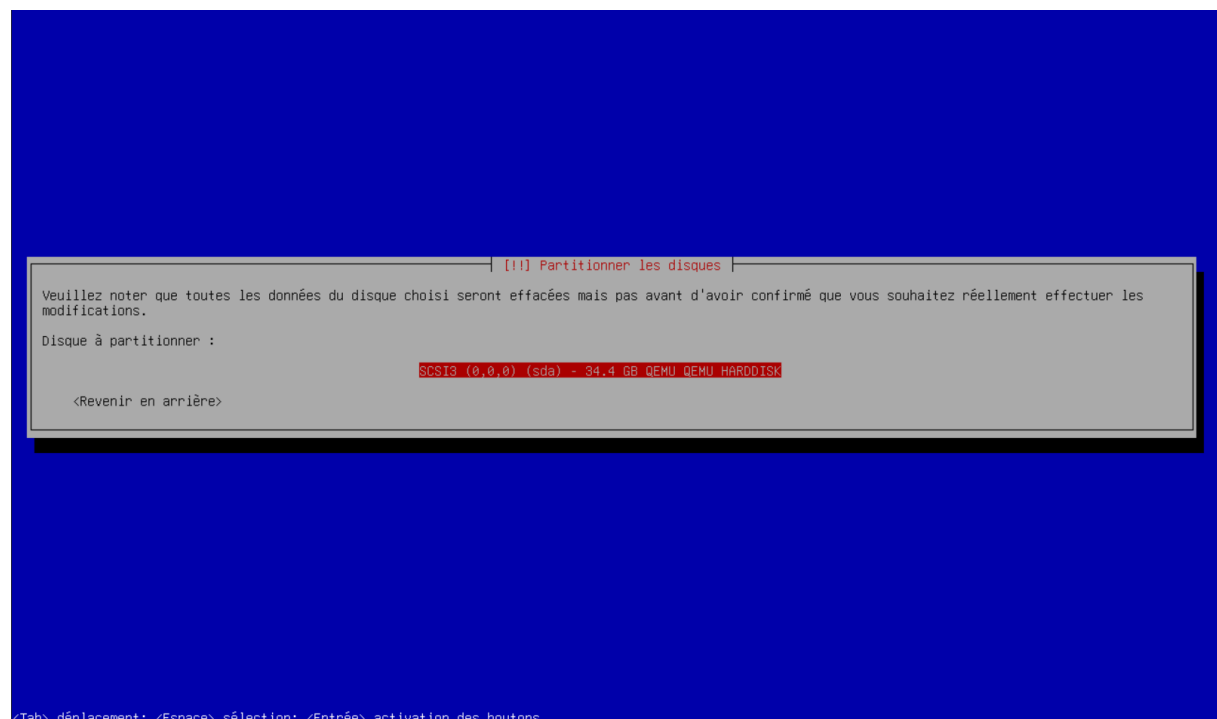 [!!] Partitionner les disques
Veuillez noter que toutes les données du disque choisi seront effacées mais pas avant d'avoir confirmé que vous souhaitez réellement effectuer les
modifications.
Disque à partitionner :
SCSI3 (0,0,0) (sda) - 34.4 GB QEMU QEMU HARDDISK
<Revenir en arrière>
<Tab> déplacement; <Espace> sélection; <Entrée> activation des boutons